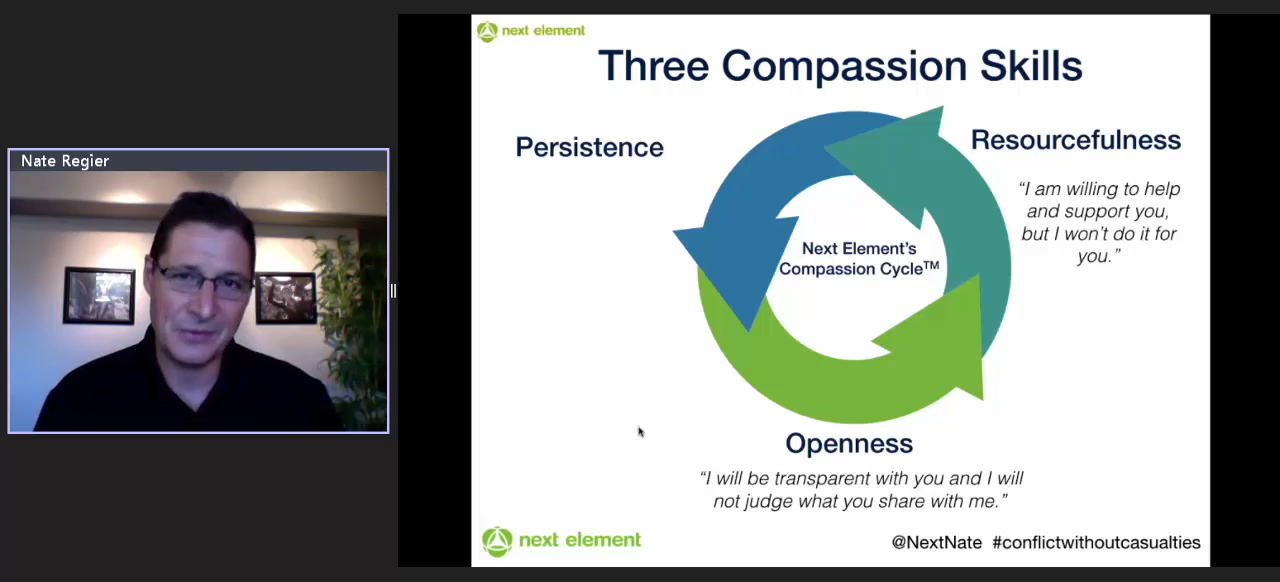 Nate Regier
next element
Three Compassion Skills
Persistence
Resourcefulness
“I am willing to help
and support you,
but I won’t do it for
you.”
Next Element’s
Compassion Cycle™
Openness
“I will be transparent with you and I will
not judge what you share with me.”
next element
@NextNate #conflictwithoutcasualties